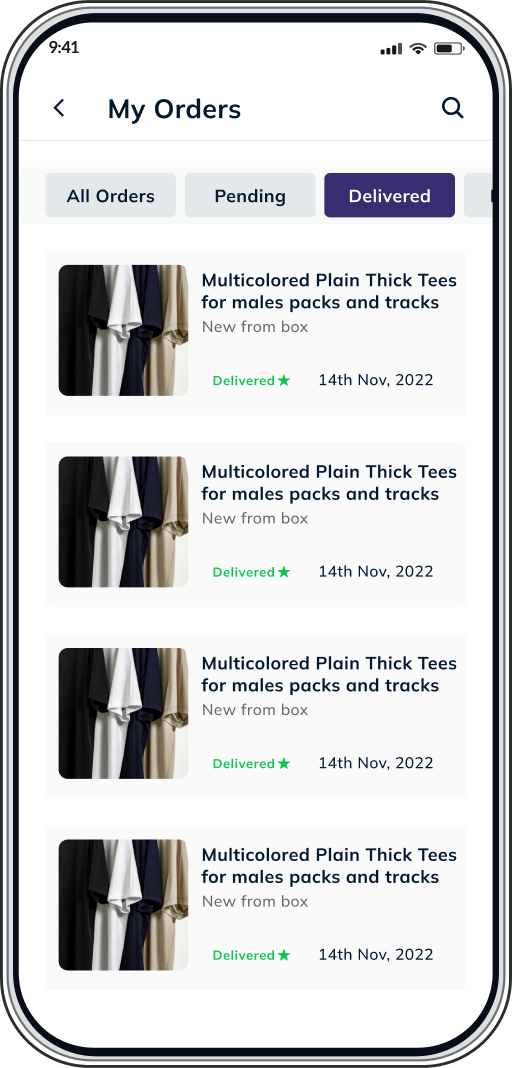 9:41
My Orders
All Orders Pending Delivered
Multicolored Plain Thick Tees
for males packs and tracks
New from box
Delivered★ 14th Nov, 2022
Multicolored Plain Thick Tees
for males packs and tracks
New from box
Delivered★ 14th Nov, 2022
Multicolored Plain Thick Tees
for males packs and tracks
New from box
Delivered★ 14th Nov, 2022
Multicolored Plain Thick Tees
for males packs and tracks
New from box
Delivered★ 14th Nov, 2022